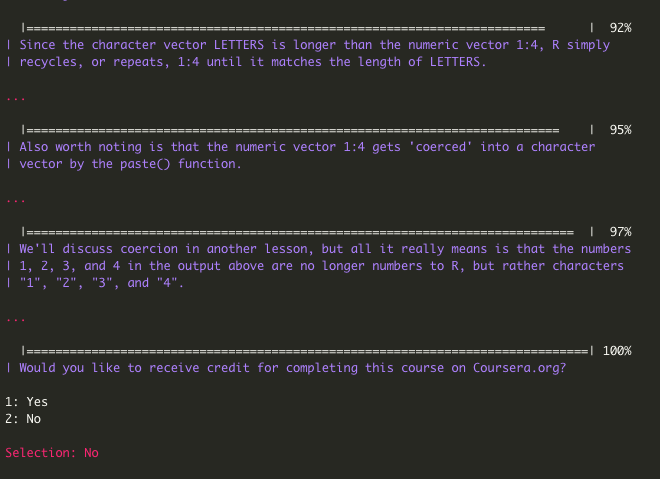 |========================================================================      |  92%
| Since the character vector LETTERS is longer than the numeric vector 1:4, R simply
| recycles, or repeats, 1:4 until it matches the length of LETTERS.
...
|==========================================================================    |  95%
| Also worth noting is that the numeric vector 1:4 gets 'coerced' into a character
| vector by the paste() function.
...
|============================================================================  |  97%
| We'll discuss coercion in another lesson, but all it really means is that the numbers
| 1, 2, 3, and 4 in the output above are no longer numbers to R, but rather characters
| "1", "2", "3", and "4".
...
|==============================================================================| 100%
| Would you like to receive credit for completing this course on Coursera.org?
1: Yes
2: No
Selection: No